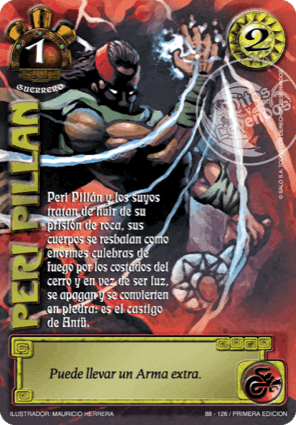 1
2
GUERRERO
PERI PILLAN
Peri Pillán y los suyos
tratan de huir de su
prisión de roca, sus
cuerpos se resbalan como
enormes culebras de
fuego por los costados del
cerro y en vez de ser luz,
se apagan y se convierten
en piedra: es el castigo
de Antü.
Puede llevar un Arma extra.
ILUSTRADOR: MAURICIO HERRERA
88 - 126 / PRIMERA EDICION